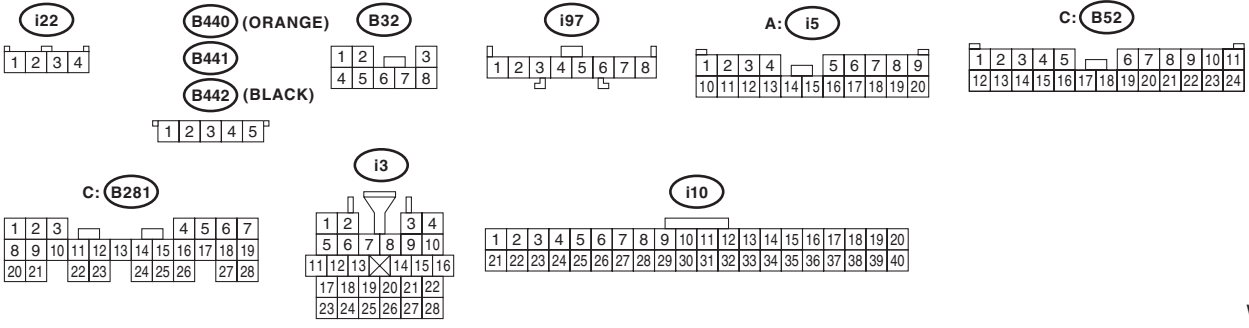 i22
B440 (ORANGE)
B441
B442 (BLACK)
B32
i97
A: i5
C: B52
1 2 3 4
1 2 3 4 5
1 2 3
4 5 6 7 8
1 2 3 4 5 6 7 8
1 2 3 4 5 6 7 8 9
10 11 12 13 14 15 16 17 18 19 20
1 2 3 4 5 6 7 8 9 10 11
12 13 14 15 16 17 18 19 20 21 22 23 24
C: B281
1 2 3 4 5 6 7
8 9 10 11 12 13 14 15 16 17 18 19
20 21 22 23 24 25 26 27 28
i3
1 2 3 4
5 6 7 8 9 10
11 12 13 14 15 16
17 18 19 20 21 22
23 24 25 26 27 28
i10
1 2 3 4 5 6 7 8 9 10 11 12 13 14 15 16 17 18 19 20
21 22 23 24 25 26 27 28 29 30 31 32 33 34 35 36 37 38 39 40